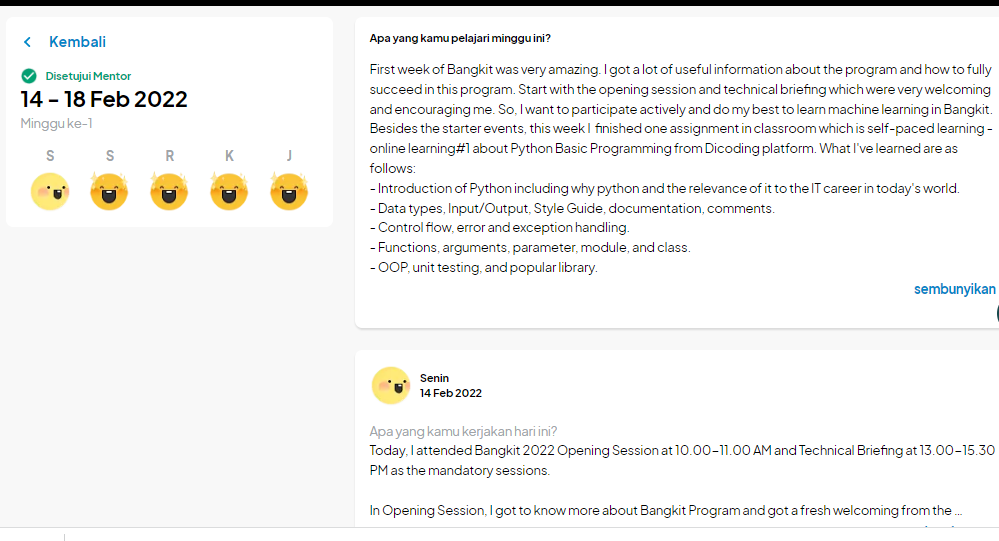 Kembali
Disetujui Mentor
14 - 18 Feb 2022
Minggu ke-1
S S R K J
Apa yang kamu pelajari minggu ini?
First week of Bangkit was very amazing. I got a lot of useful information about the program and how to fully
succeed in this program. Start with the opening session and technical briefing which were very welcoming
and encouraging me. So, I want to participate actively and do my best to learn machine learning in Bangkit.
Besides the starter events, this week I finished one assignment in classroom which is self-paced learning -
online learning#1 about Python Basic Programming from Dicoding platform. What I've learned are as
follows:
- Introduction of Python including why python and the relevance of it to the IT career in today's world.
- Data types, Input/Output, Style Guide, documentation, comments.
- Control flow, error and exception handling.
- Functions, arguments, parameter, module, and class.
- OOP, unit testing, and popular library.
sembunyikan
Senin
14 Feb 2022
Apa yang kamu kerjakan hari ini?
Today, I attended Bangkit 2022 Opening Session at 10.00-11.00 AM and Technical Briefing at 13.00-15.30
PM as the mandatory sessions.
In Opening Session, I got to know more about Bangkit Program and got a fresh welcoming from the ...